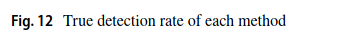 Fig. 12 True detection rate of each method